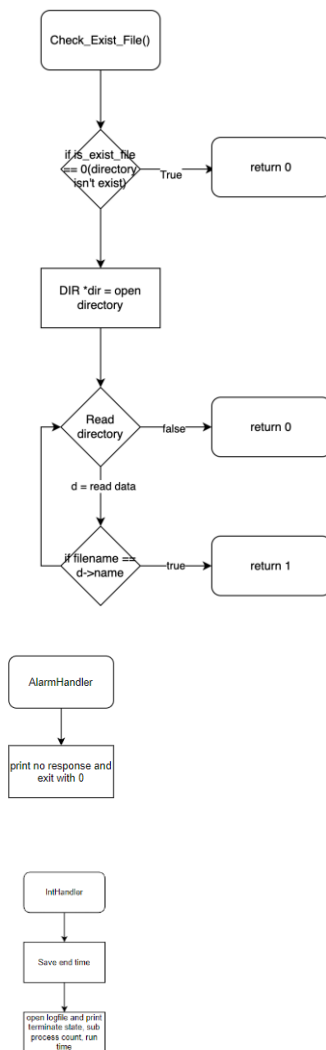 Check_Exist_File()
if is_exist_file
== 0(directory
isn't exist)
True
return 0
DIR *dir = open
directory
Read
directory
false
return 0
d = read data
if filename ==
d->name
true
return 1
AlarmHandler
print no response and
exit with 0
IntHandler
Save end time
open logfile and print
terminate state, sub
process count, run
time